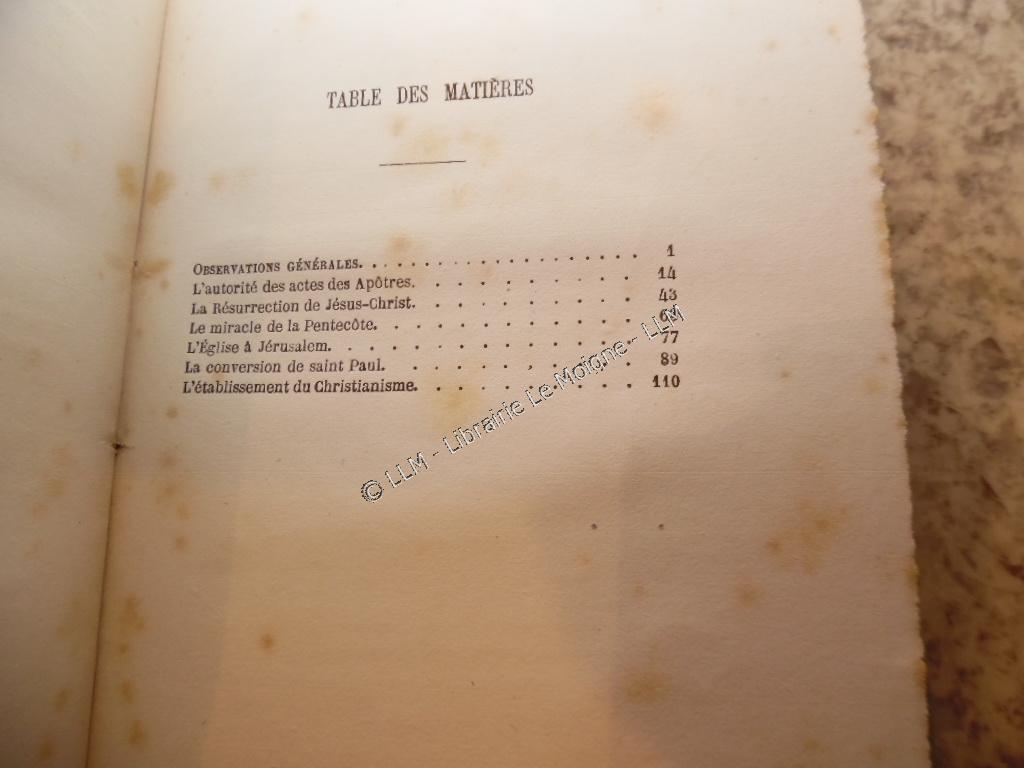 TABLE DES MATIÈRES
OBSERVATIONS GÉNÉRALES. . . . . . . . . . . . . . . . . . 1
L'autorité des actes des Apôtres. . . . . . . . . . . 14
La Résurrection de Jésus-Christ. . . . . . . . . . . 43
Le miracle de la Pentecôte. . . . . . . . . . . . .
L'Église à Jérusalem. . . . . . . . . . . . . . . 77
La conversion de saint Paul. . . . . . . . . . . . 89
L'établissement du Christianisme. . . . . . . . . . . 110
© LLM - Librairie Le Moigne - LLM